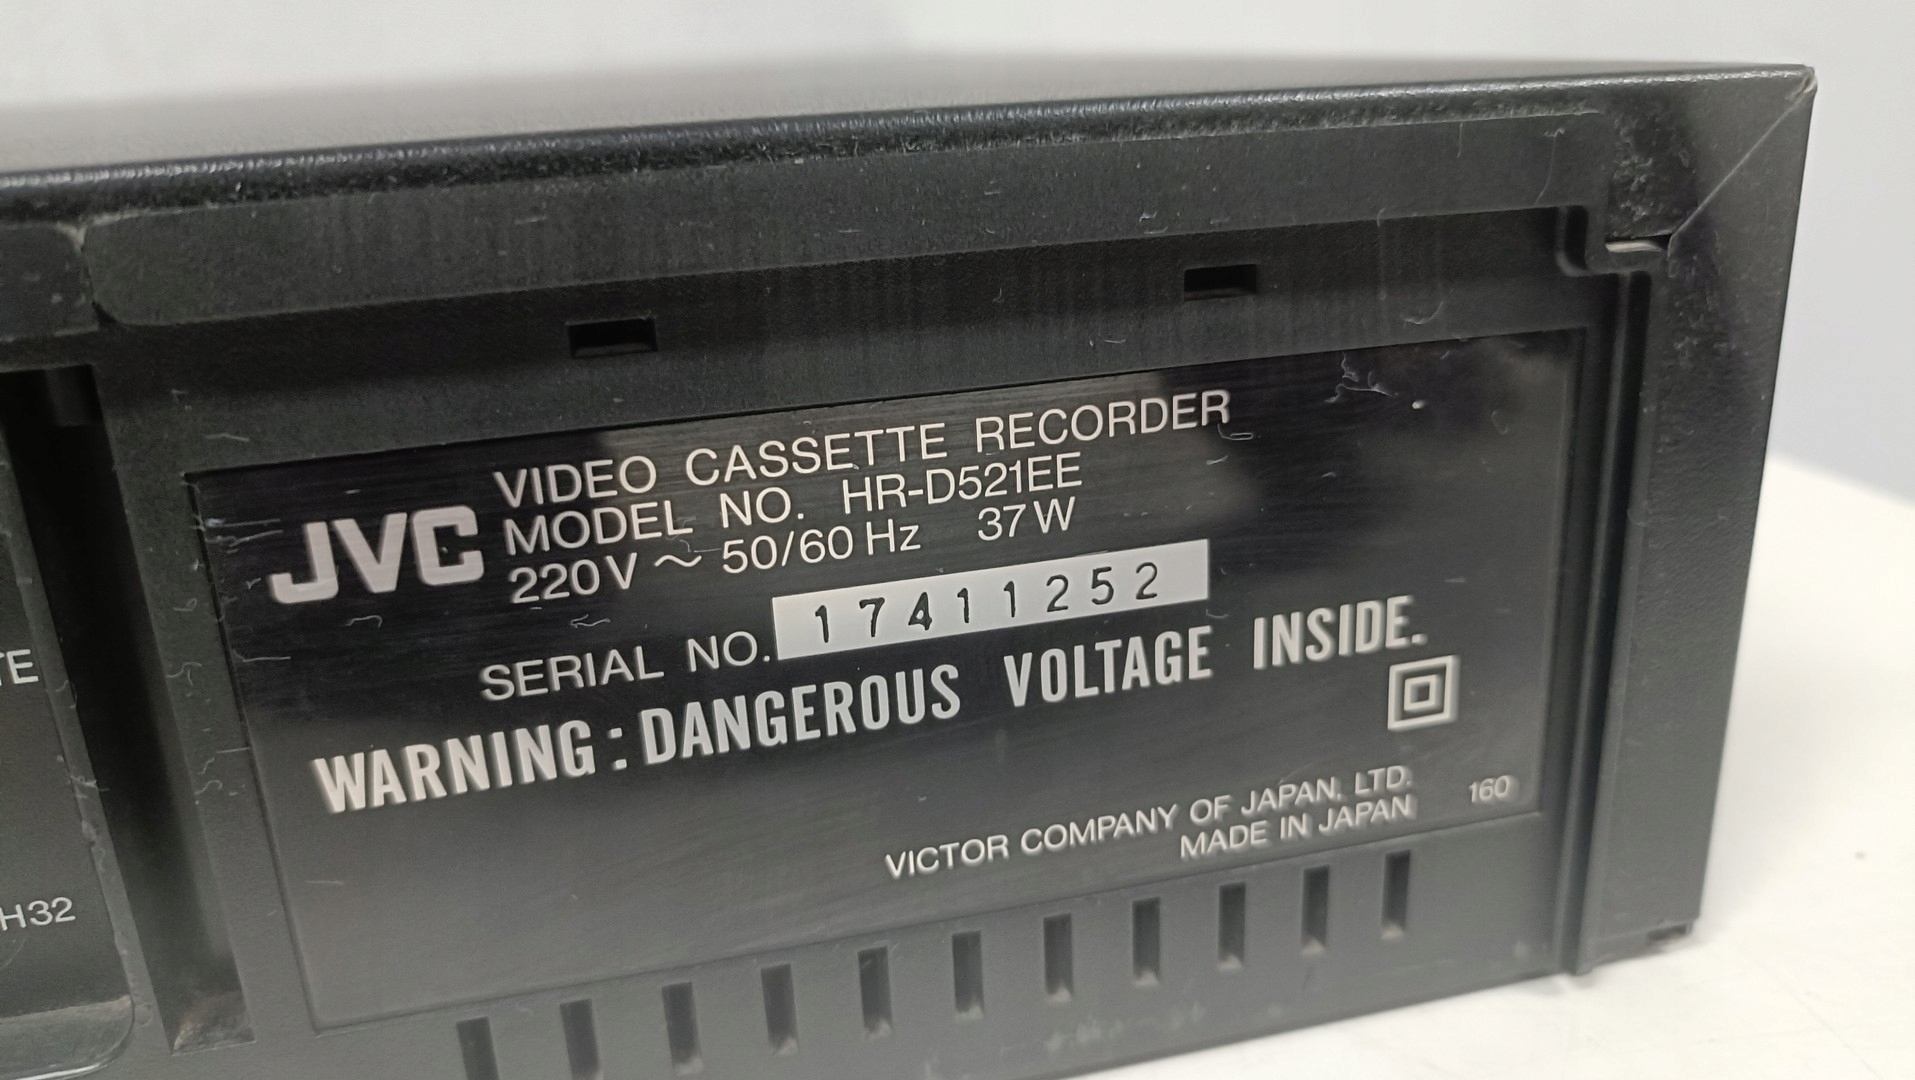 JVC
VIDEO CASSETTE RECORDER
MODEL NO. HR-D521EE
220V ~ 50/60 Hz 37W
SERIAL NO. 17411252
WARNING: DANGEROUS VOLTAGE INSIDE.
VICTOR COMPANY OF JAPAN, LTD.
MADE IN JAPAN
160
TE
H32